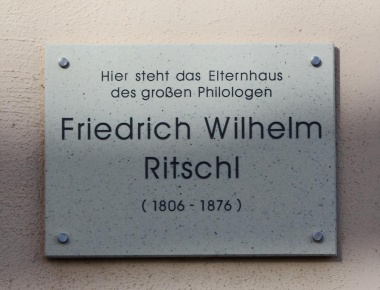 Hier steht das Elternhaus
des großen Philologen
Friedrich Wilhelm
Ritschl
( 1806 - 1876 )